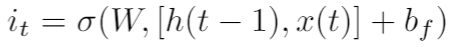 i_t = σ(W, [h(t − 1), x(t)] + b_f)